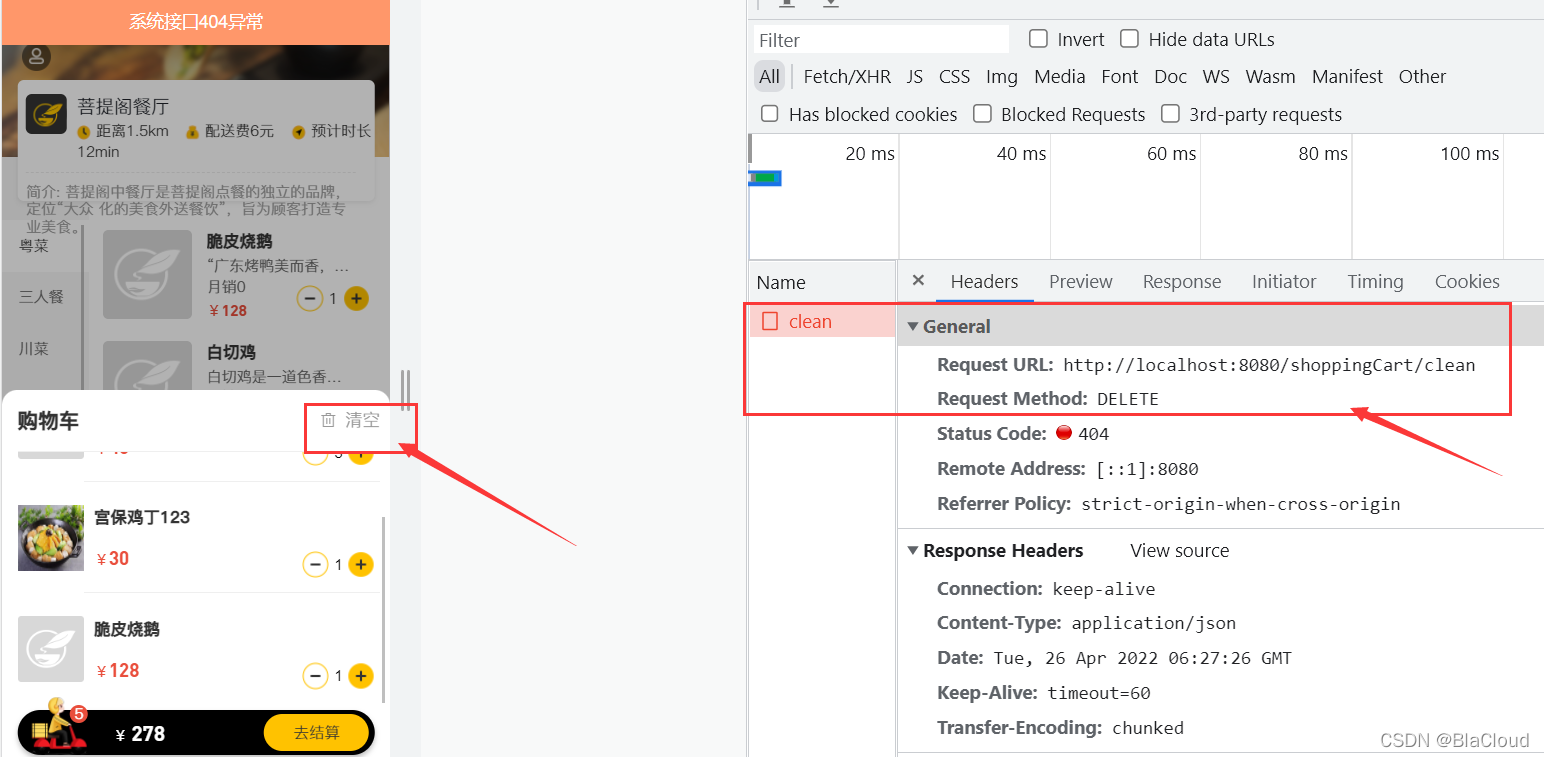 系统接口404异常
菩提阁餐厅
距离1.5km 配送费6元 预计时长
12min
简介: 菩提阁中餐厅是菩提阁点餐的独立的品牌，
定位“大众 化的美食外送餐饮”，旨为顾客打造专
业美食。
粤菜
三人餐
川菜
脆皮烧鹅
“广东烤鸭美而香，...
月销0
¥128
1
白切鸡
白切鸡是一道色香...
购物车
清空
宫保鸡丁123
¥30
1
脆皮烧鹅
¥128
1
5
¥ 278
去结算
Filter
Invert
Hide data URLs
All Fetch/XHR JS CSS Img Media Font Doc WS Wasm Manifest Other
Has blocked cookies Blocked Requests 3rd-party requests
20 ms 40 ms 60 ms 80 ms 100 ms
Name
× Headers Preview Response Initiator Timing Cookies
clean
General
Request URL: http://localhost:8080/shoppingCart/clean
Request Method: DELETE
Status Code: 404
Remote Address: [::1]:8080
Referrer Policy: strict-origin-when-cross-origin
Response Headers View source
Connection: keep-alive
Content-Type: application/json
Date: Tue, 26 Apr 2022 06:27:26 GMT
Keep-Alive: timeout=60
Transfer-Encoding: chunked
CSDN @BlaCloud